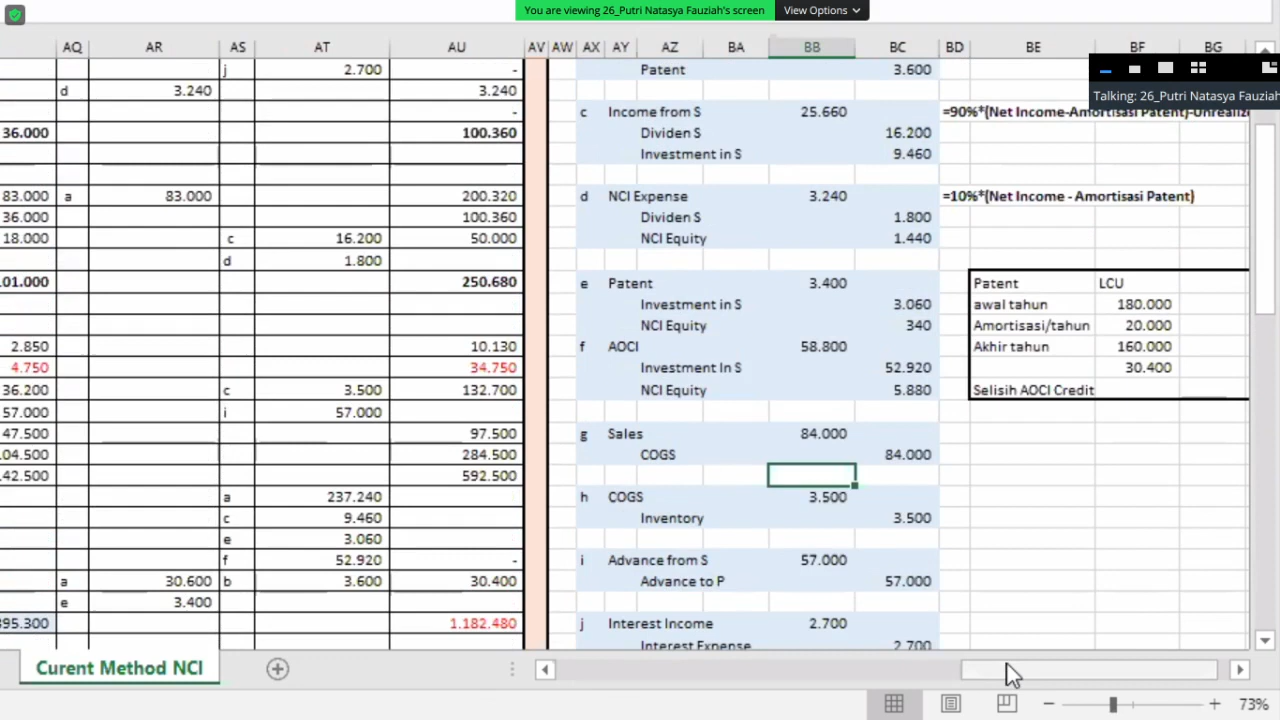 You are viewing 26_Putri Natasya Fauziah's screen View Options
AQ AR AS AT AU AV AW AX AY AZ BA BB BC BD BE BF BG
j 2.700 - Patent 3.600
d 3.240 3.240
Talking: 26_Putri Natasya Fauziah
- c Income from S 25.660 =90%*(Net Income-Amortisasi Patent)-Unrealize
36.000 100.360 Dividen S 16.200
Investment in S 9.460
83.000 a 83.000 200.320 d NCI Expense 3.240 =10%*(Net Income - Amortisasi Patent)
36.000 100.360 Dividen S 1.800
18.000 c 16.200 50.000 NCI Equity 1.440
d 1.800
01.000 250.680 e Patent 3.400 Patent LCU
Investment in S 3.060 awal tahun 180.000
NCI Equity 340 Amortisasi/tahun 20.000
2.850 10.130 f AOCI 58.800 Akhir tahun 160.000
4.750 34.750 Investment In S 52.920 30.400
36.200 c 3.500 132.700 NCI Equity 5.880 Selisih AOCI Credit
57.000 i 57.000
47.500 97.500 g Sales 84.000
04.500 284.500 COGS 84.000
42.500 592.500
a 237.240 h COGS 3.500
c 9.460 Inventory 3.500
e 3.060
f 52.920 - i Advance from S 57.000
a 30.600 b 3.600 30.400 Advance to P 57.000
e 3.400
895.300 1.182.480 j Interest Income 2.700
Interest Expense 2.700
Curent Method NCI
73%